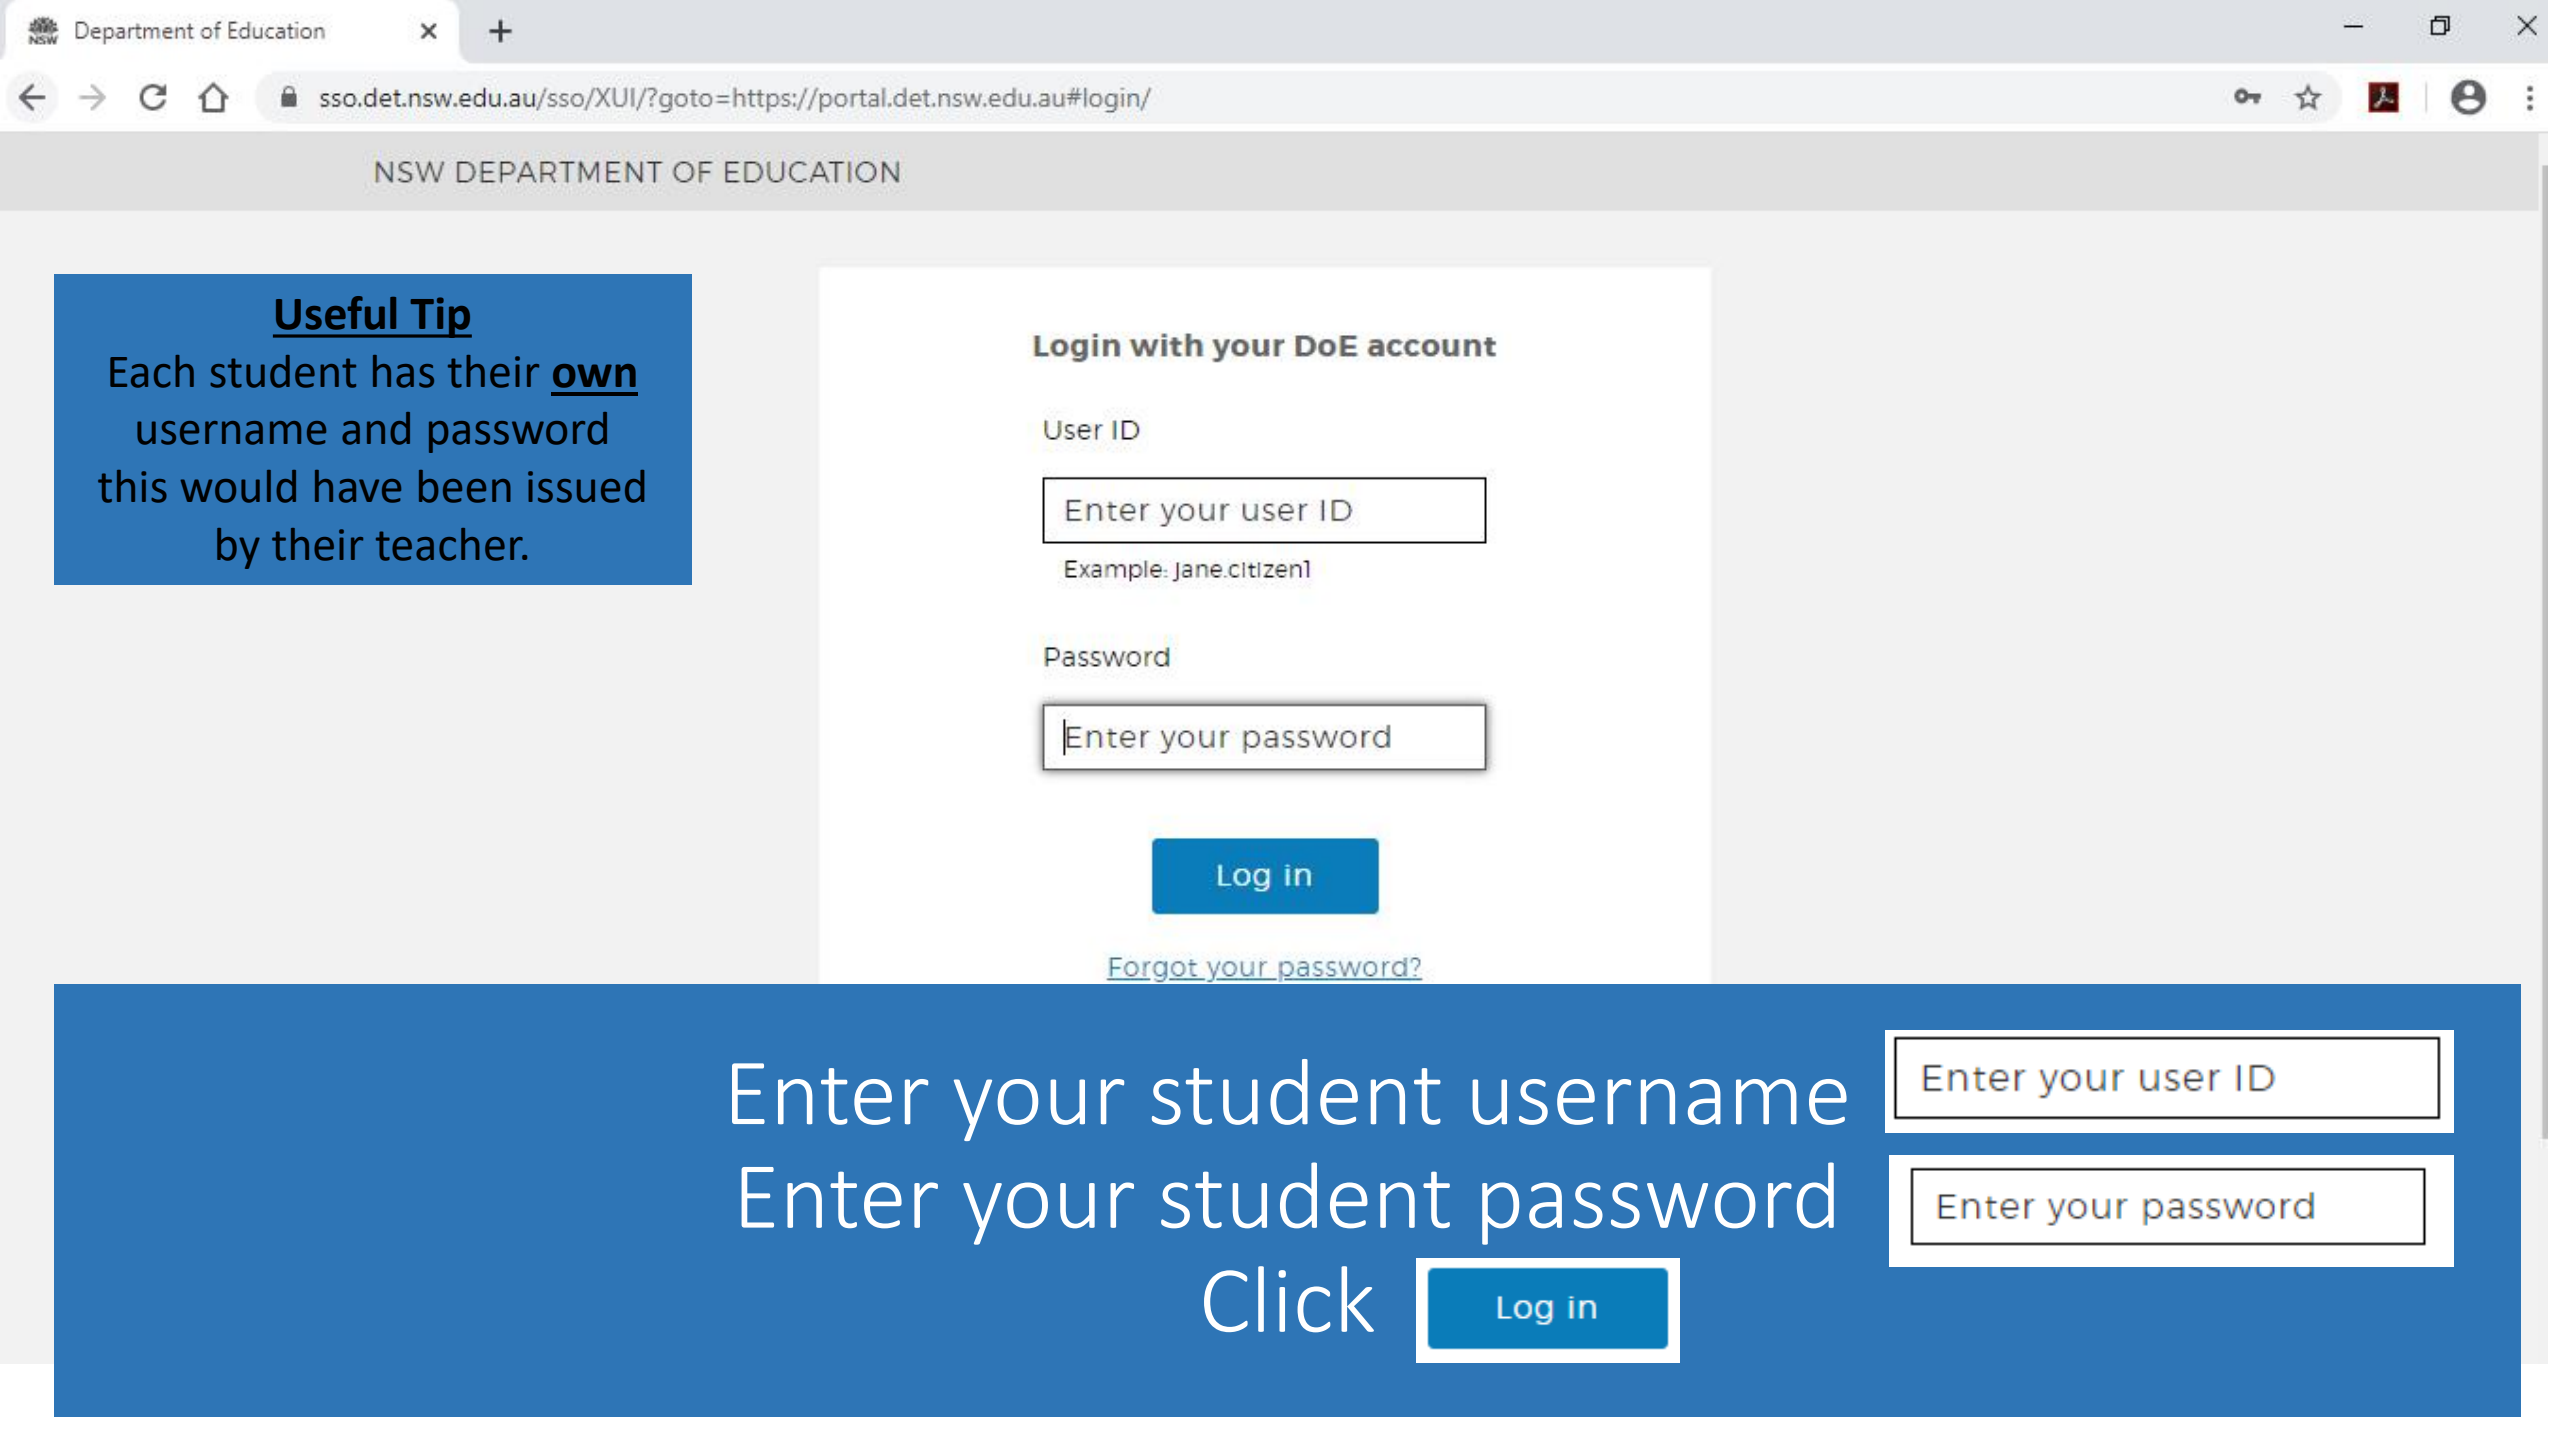 Department of Education
NSW
sso.det.nsw.edu.au/sso/XUI/?goto=https://portal.det.nsw.edu.au#login/
NSW DEPARTMENT OF EDUCATION
Useful Tip
Each student has their own
username and password
this would have been issued
by their teacher.
Login with your DoE account
User ID
Enter your user ID
Example: jane.citizen1
Password
Enter your password
Log in
Forgot your password?
Enter your student username
Enter your user ID
Enter your student password
Enter your password
Click
Log in